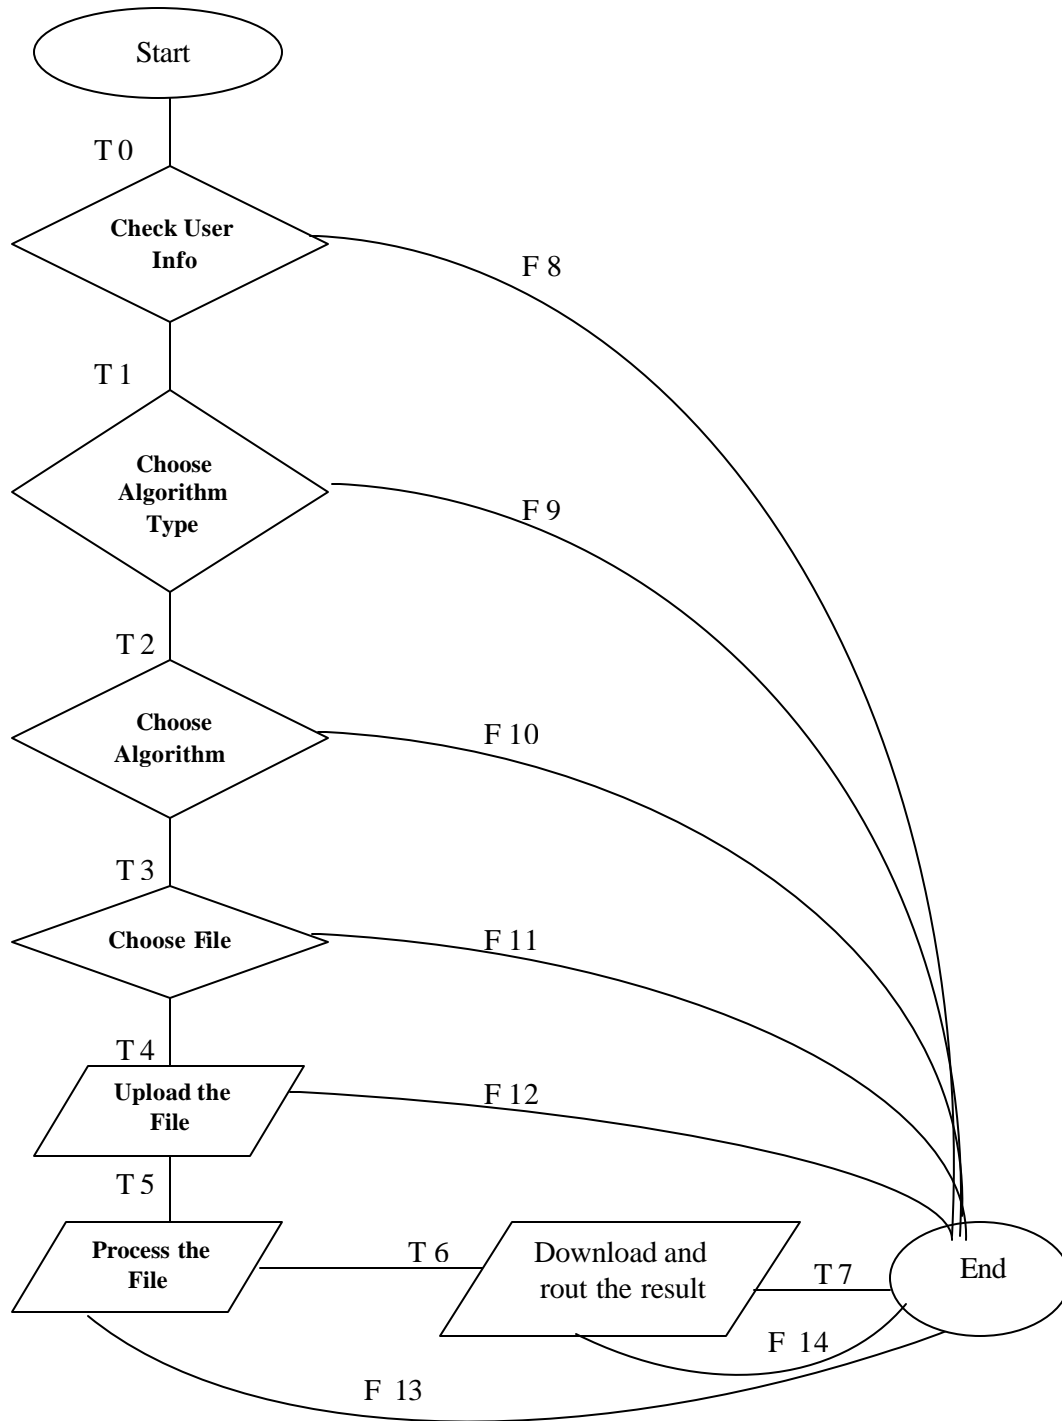 Start
T 0
Check User
Info
F 8
T 1
Choose
Algorithm
Type
F 9
T 2
Choose
Algorithm
F 10
T 3
Choose File
F 11
T 4
Upload the
File
F 12
T 5
Process the
File
T 6
Download and
rout the result
T 7
End
F 14
F 13